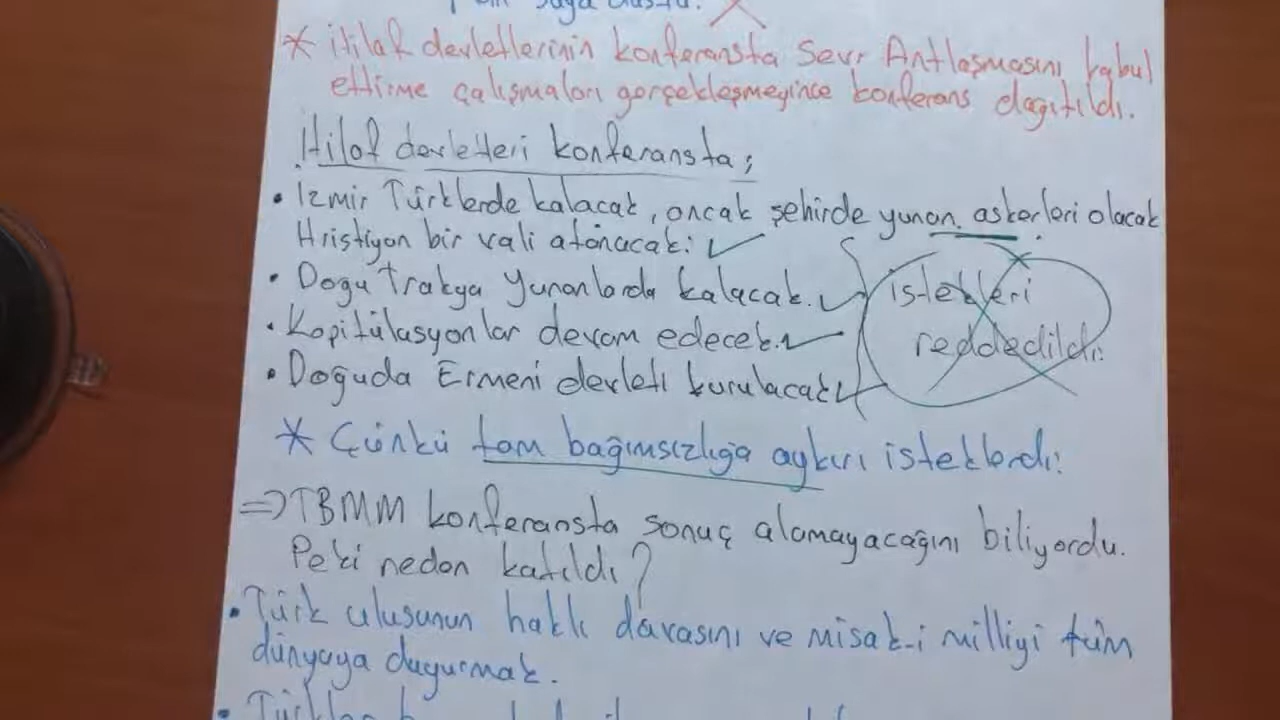 * itilaf devletlerinin konferansta Sevr Antlaşmasını kabul
ettirme çalışmaları gerçekleşmeyince konferans dağıtıldı.
İtilaf devletleri konferansta;
• İzmir Türklerde kalacak, ancak şehirde yunan askerleri olacak
Hristiyan bir vali atanacak. ✓
• Doğu Trakya Yunanlarda kalacak. ✓
• Kapitülasyonlar devam edecek. ✓
• Doğuda Ermeni devleti kurulacak ✓
istekleri
reddedildi.
* Çünkü tam bağımsızlığa aykırı isteklerdi.
⇒ TBMM konferansta sonuç alamayacağını biliyordu.
Peki neden katıldı?
• Türk ulusunun haklı davasını ve misak-i milliyi tüm
dünyaya duyurmak.